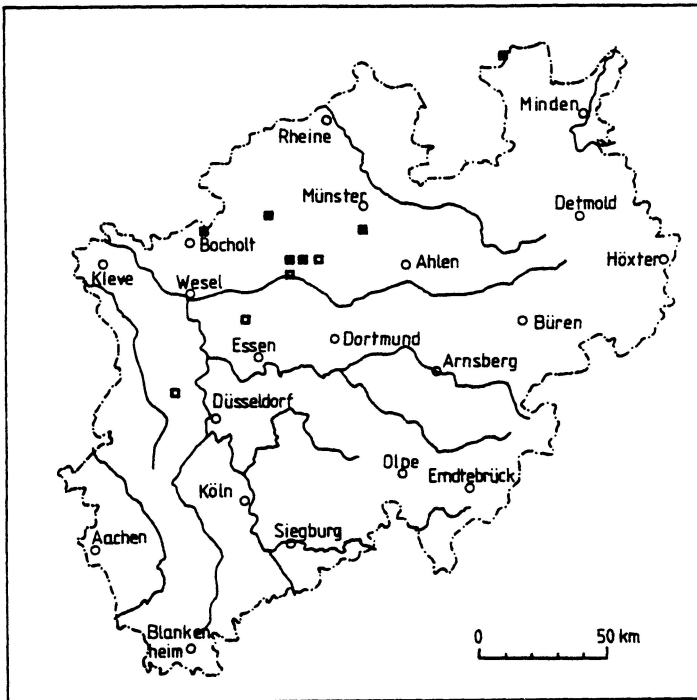 Minden
Rheine
Münster
Detmold
Bocholt
Ahlen
Höxter
Kleve
Wesel
Büren
Dortmund
Essen
Arnsberg
Düsseldorf
Olpe
Erndtebrück
Köln
Siegburg
Aachen
Blanken
heim
0 50 km